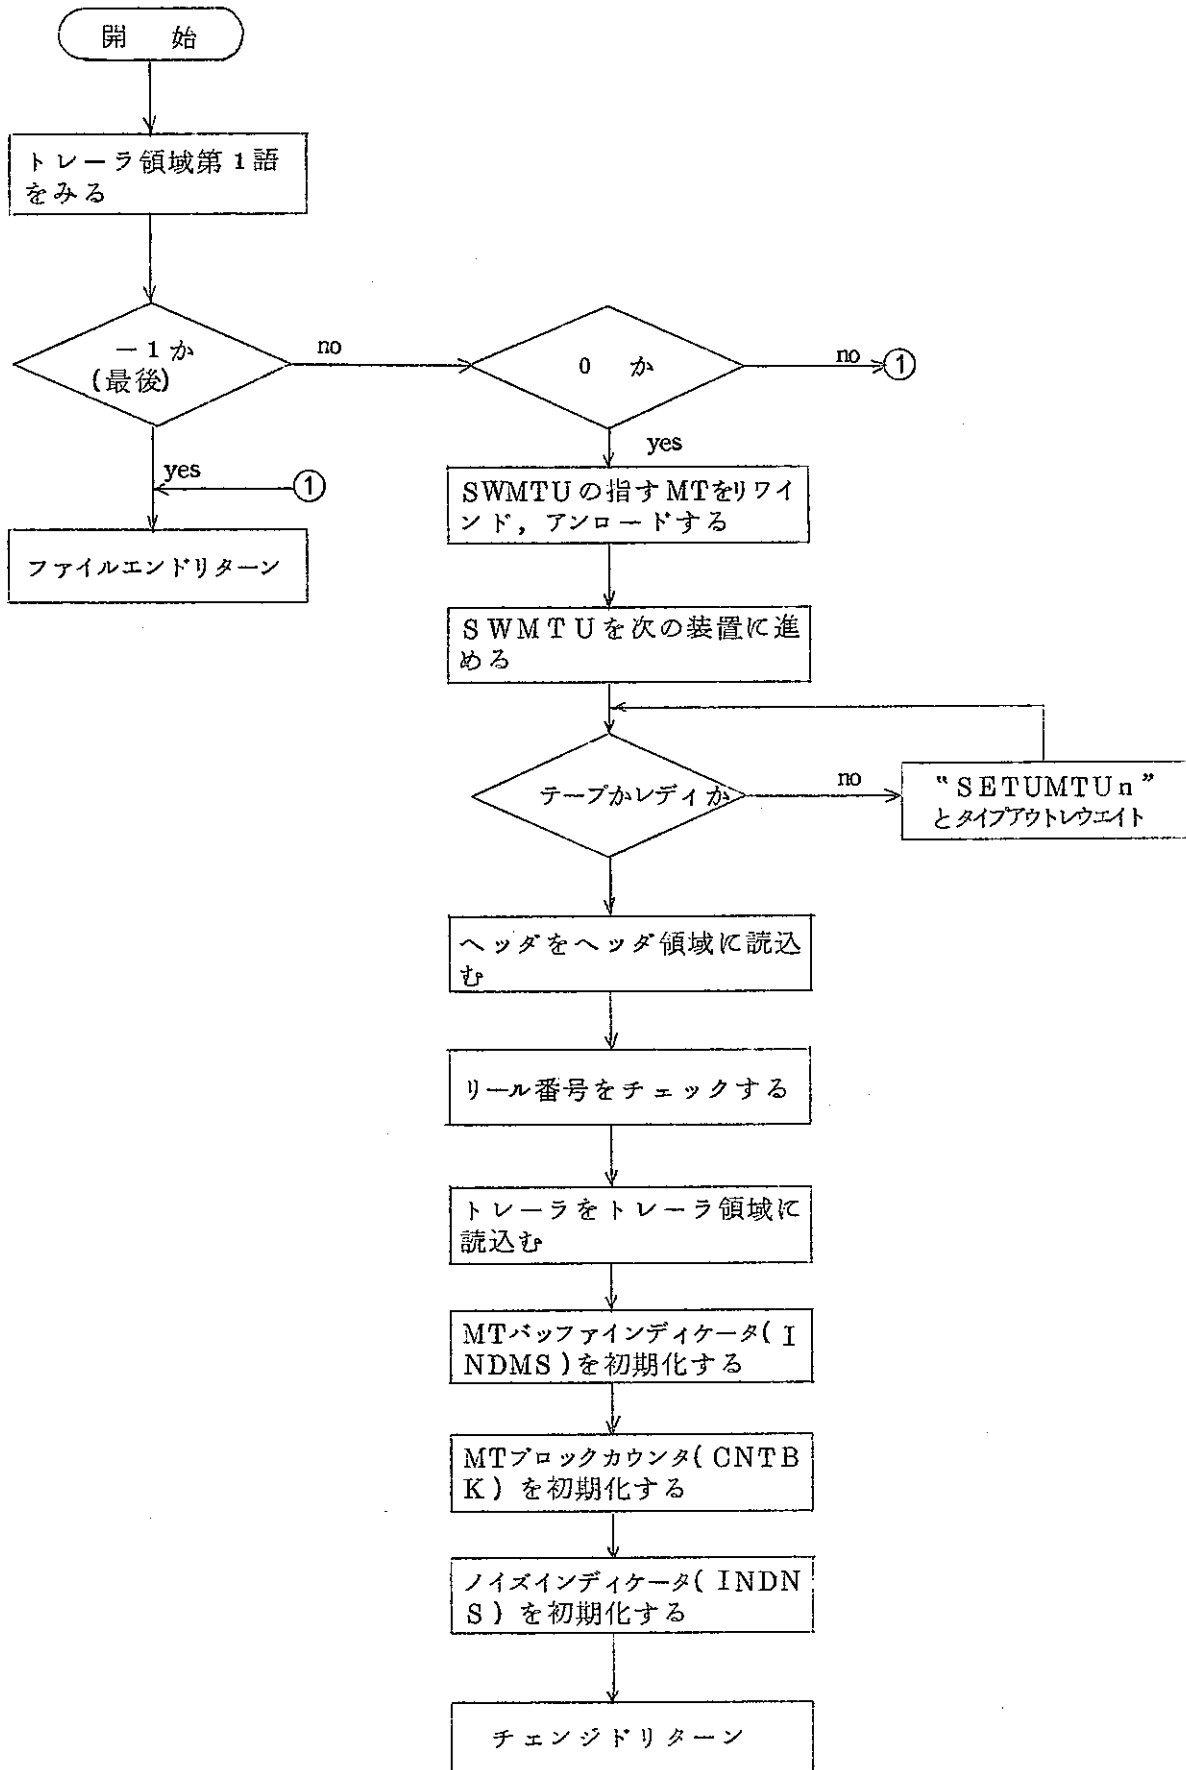 開 始
トレーラ領域第1語
をみる
－1か
(最後)
no
0 か
no
①
yes
①
yes
SWMTUの指すMTをリワイ
ンド，アンロードする
ファイルエンドリターン
SWMTUを次の装置に進
める
テープかレディか
no
“SETUMTUn”
とタイプアウトレウエイト
ヘッダをヘッダ領域に読込
む
リール番号をチェックする
トレーラをトレーラ領域に
読込む
MTバッファインディケータ(I
NDMS)を初期化する
MTブロックカウンタ(CNTB
K)を初期化する
ノイズインディケータ(INDN
S)を初期化する
チェンジドリターン